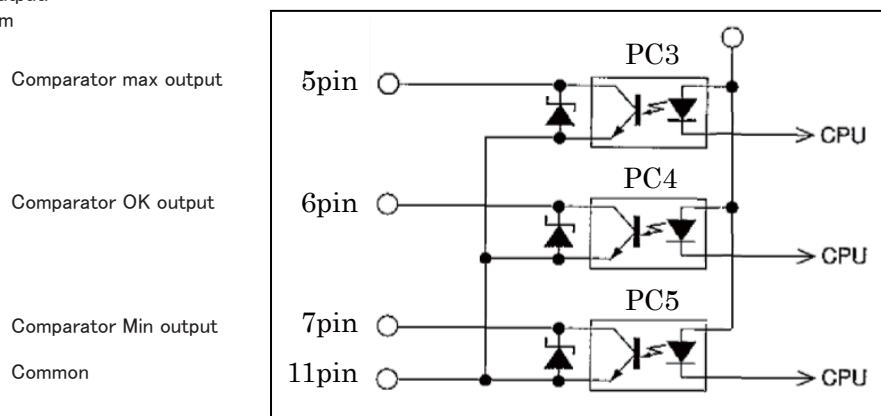 m
PC3
Comparator max output 5pin
CPU
PC4
Comparator OK output 6pin
CPU
PC5
Comparator Min output 7pin
Common 11pin
CPU